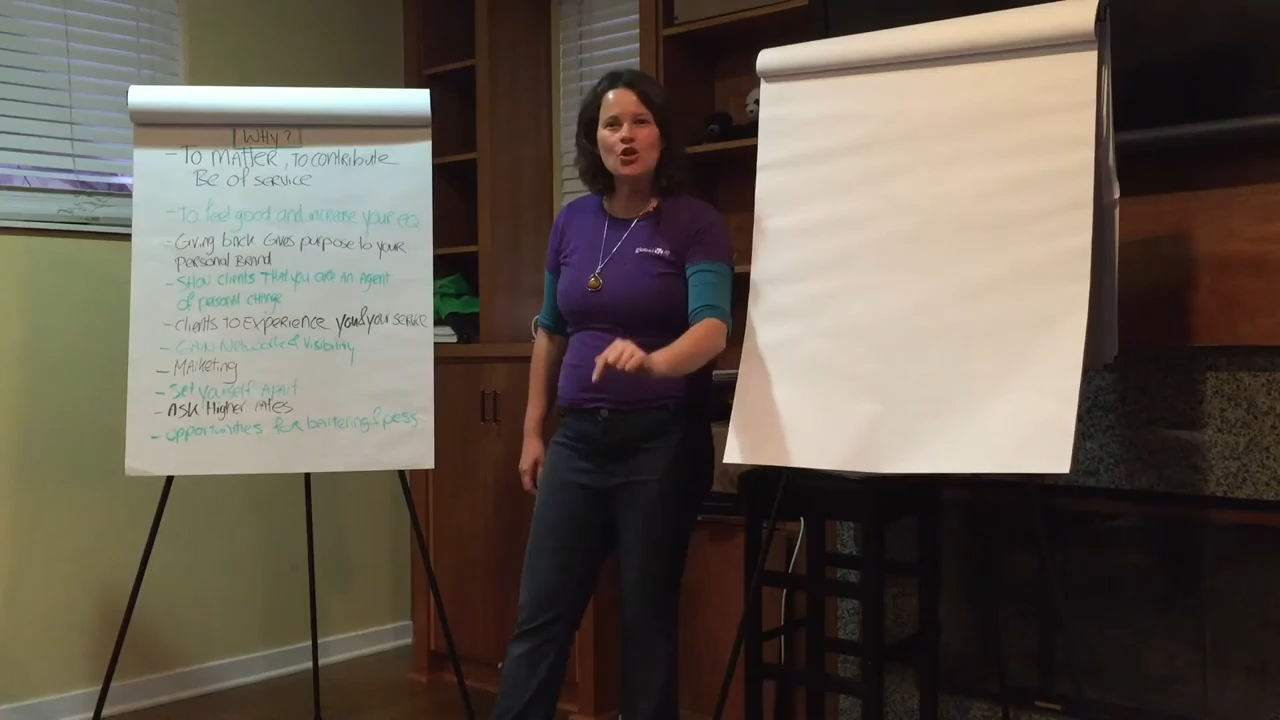 Why?
- To Matter, To contribute
Be of service
- To feel good and increase your EQ
- Giving back Gives purpose to your
personal Brand
- Show clients That you are An Agent
of personal change
- clients To Experience you & your service
- GAIN Network & Visibility
- Marketing
- Set yourself Apart
- Ask Higher rates
- opportunities for bartering &